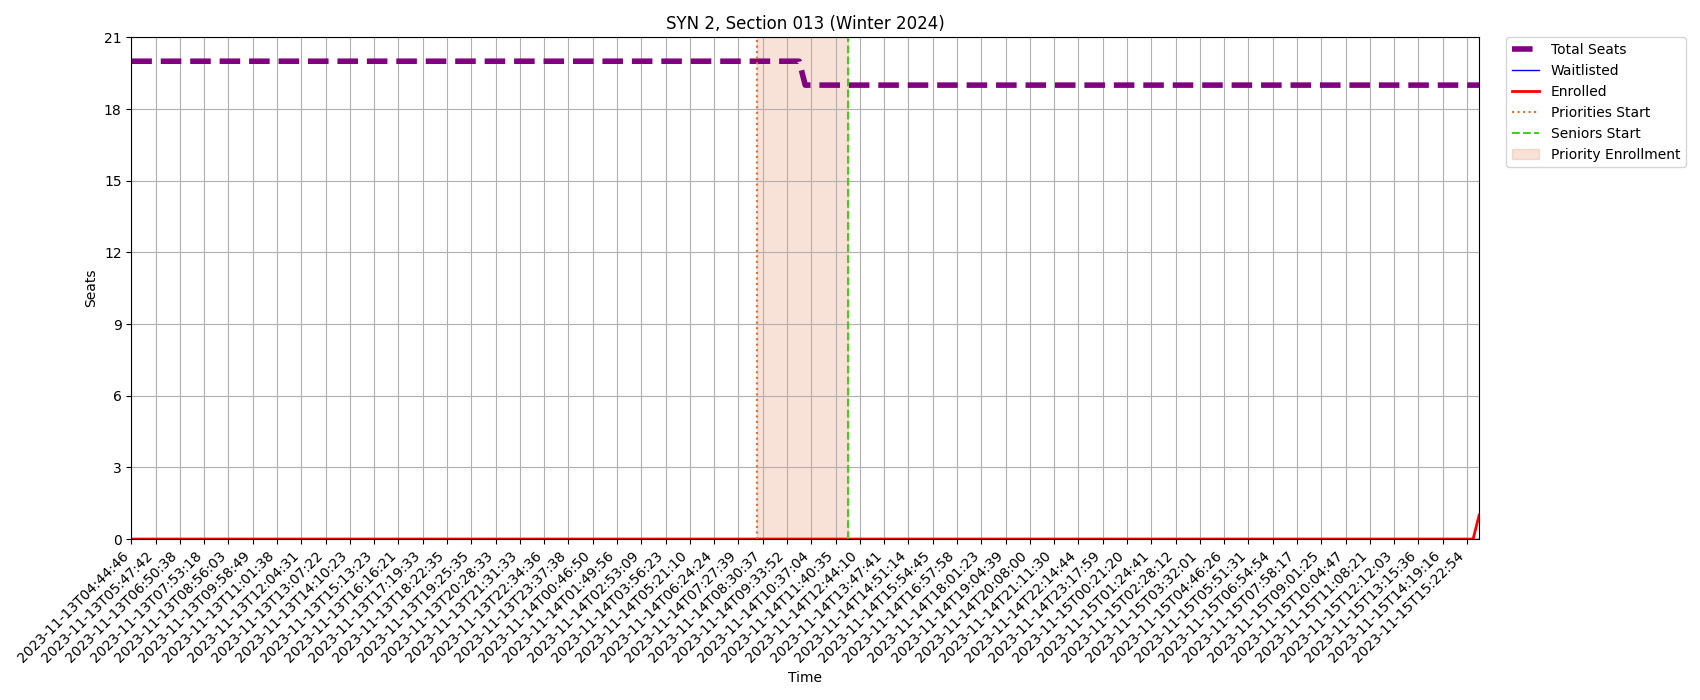 SYN 2, Section 013 (Winter 2024)
Total Seats
Waitlisted
Enrolled
Priorities Start
Seniors Start
Priority Enrollment
Seats
21
18
15
12
9
6
3
0
2023-11-13T04:44:46
2023-11-13T05:47:42
2023-11-13T06:50:38
2023-11-13T07:53:18
2023-11-13T08:56:03
2023-11-13T09:58:49
2023-11-13T11:01:38
2023-11-13T12:04:31
2023-11-13T13:07:22
2023-11-13T14:10:23
2023-11-13T15:13:23
2023-11-13T16:16:21
2023-11-13T17:19:33
2023-11-13T18:22:35
2023-11-13T19:25:35
2023-11-13T20:28:33
2023-11-13T21:31:33
2023-11-13T22:34:36
2023-11-13T23:37:38
2023-11-14T00:46:50
2023-11-14T01:49:56
2023-11-14T02:53:09
2023-11-14T03:56:23
2023-11-14T05:21:10
2023-11-14T06:24:24
2023-11-14T07:27:39
2023-11-14T08:30:37
2023-11-14T09:33:52
2023-11-14T10:37:04
2023-11-14T11:40:35
2023-11-14T12:44:10
2023-11-14T13:47:41
2023-11-14T14:51:14
2023-11-14T15:54:45
2023-11-14T16:57:58
2023-11-14T18:01:23
2023-11-14T19:04:39
2023-11-14T20:08:00
2023-11-14T21:11:30
2023-11-14T22:14:44
2023-11-14T23:17:59
2023-11-15T00:21:20
2023-11-15T01:24:41
2023-11-15T02:28:12
2023-11-15T03:32:01
2023-11-15T04:46:26
2023-11-15T05:51:31
2023-11-15T06:54:54
2023-11-15T07:58:17
2023-11-15T09:01:25
2023-11-15T10:04:47
2023-11-15T11:08:21
2023-11-15T12:12:03
2023-11-15T13:15:36
2023-11-15T14:19:16
2023-11-15T15:22:54
Time